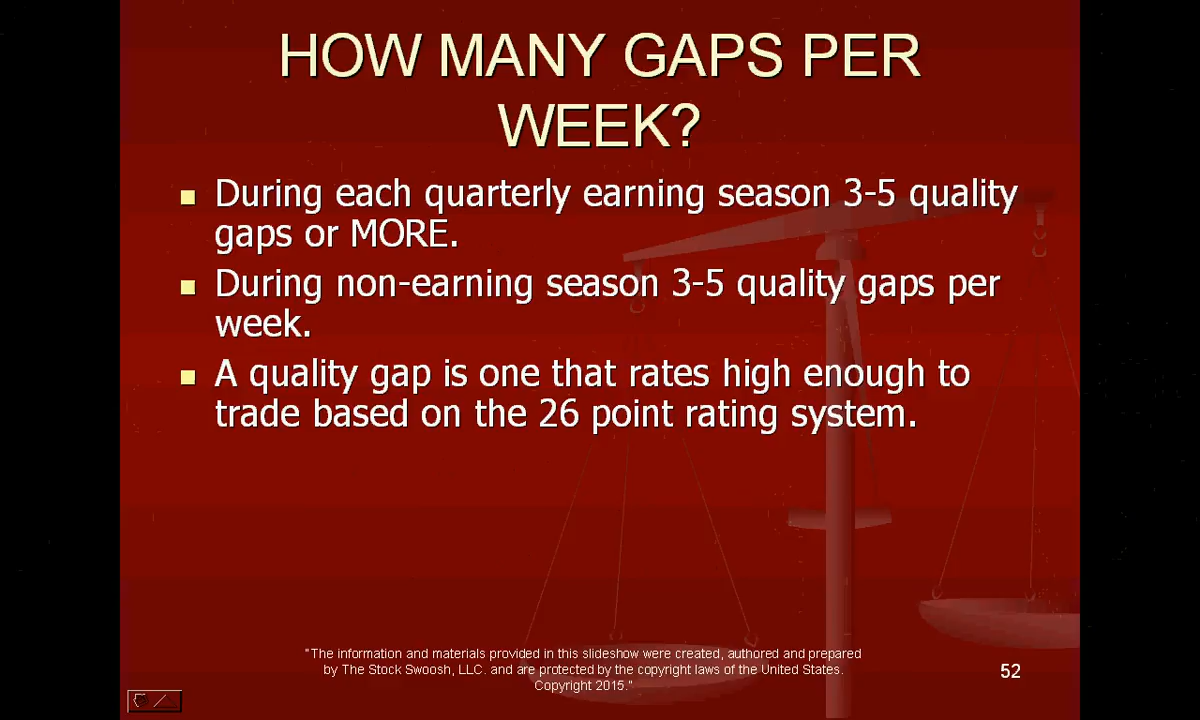 HOW MANY GAPS PER
WEEK?
During each quarterly earning season 3-5 quality
gaps or MORE.
During non-earning season 3-5 quality gaps per
week.
A quality gap is one that rates high enough to
trade based on the 26 point rating system.
"The information and materials provided in this slideshow were created, authored and prepared
by The Stock Swoosh, LLC. and are protected by the copyright laws of the United States.
Copyright 2015."
52